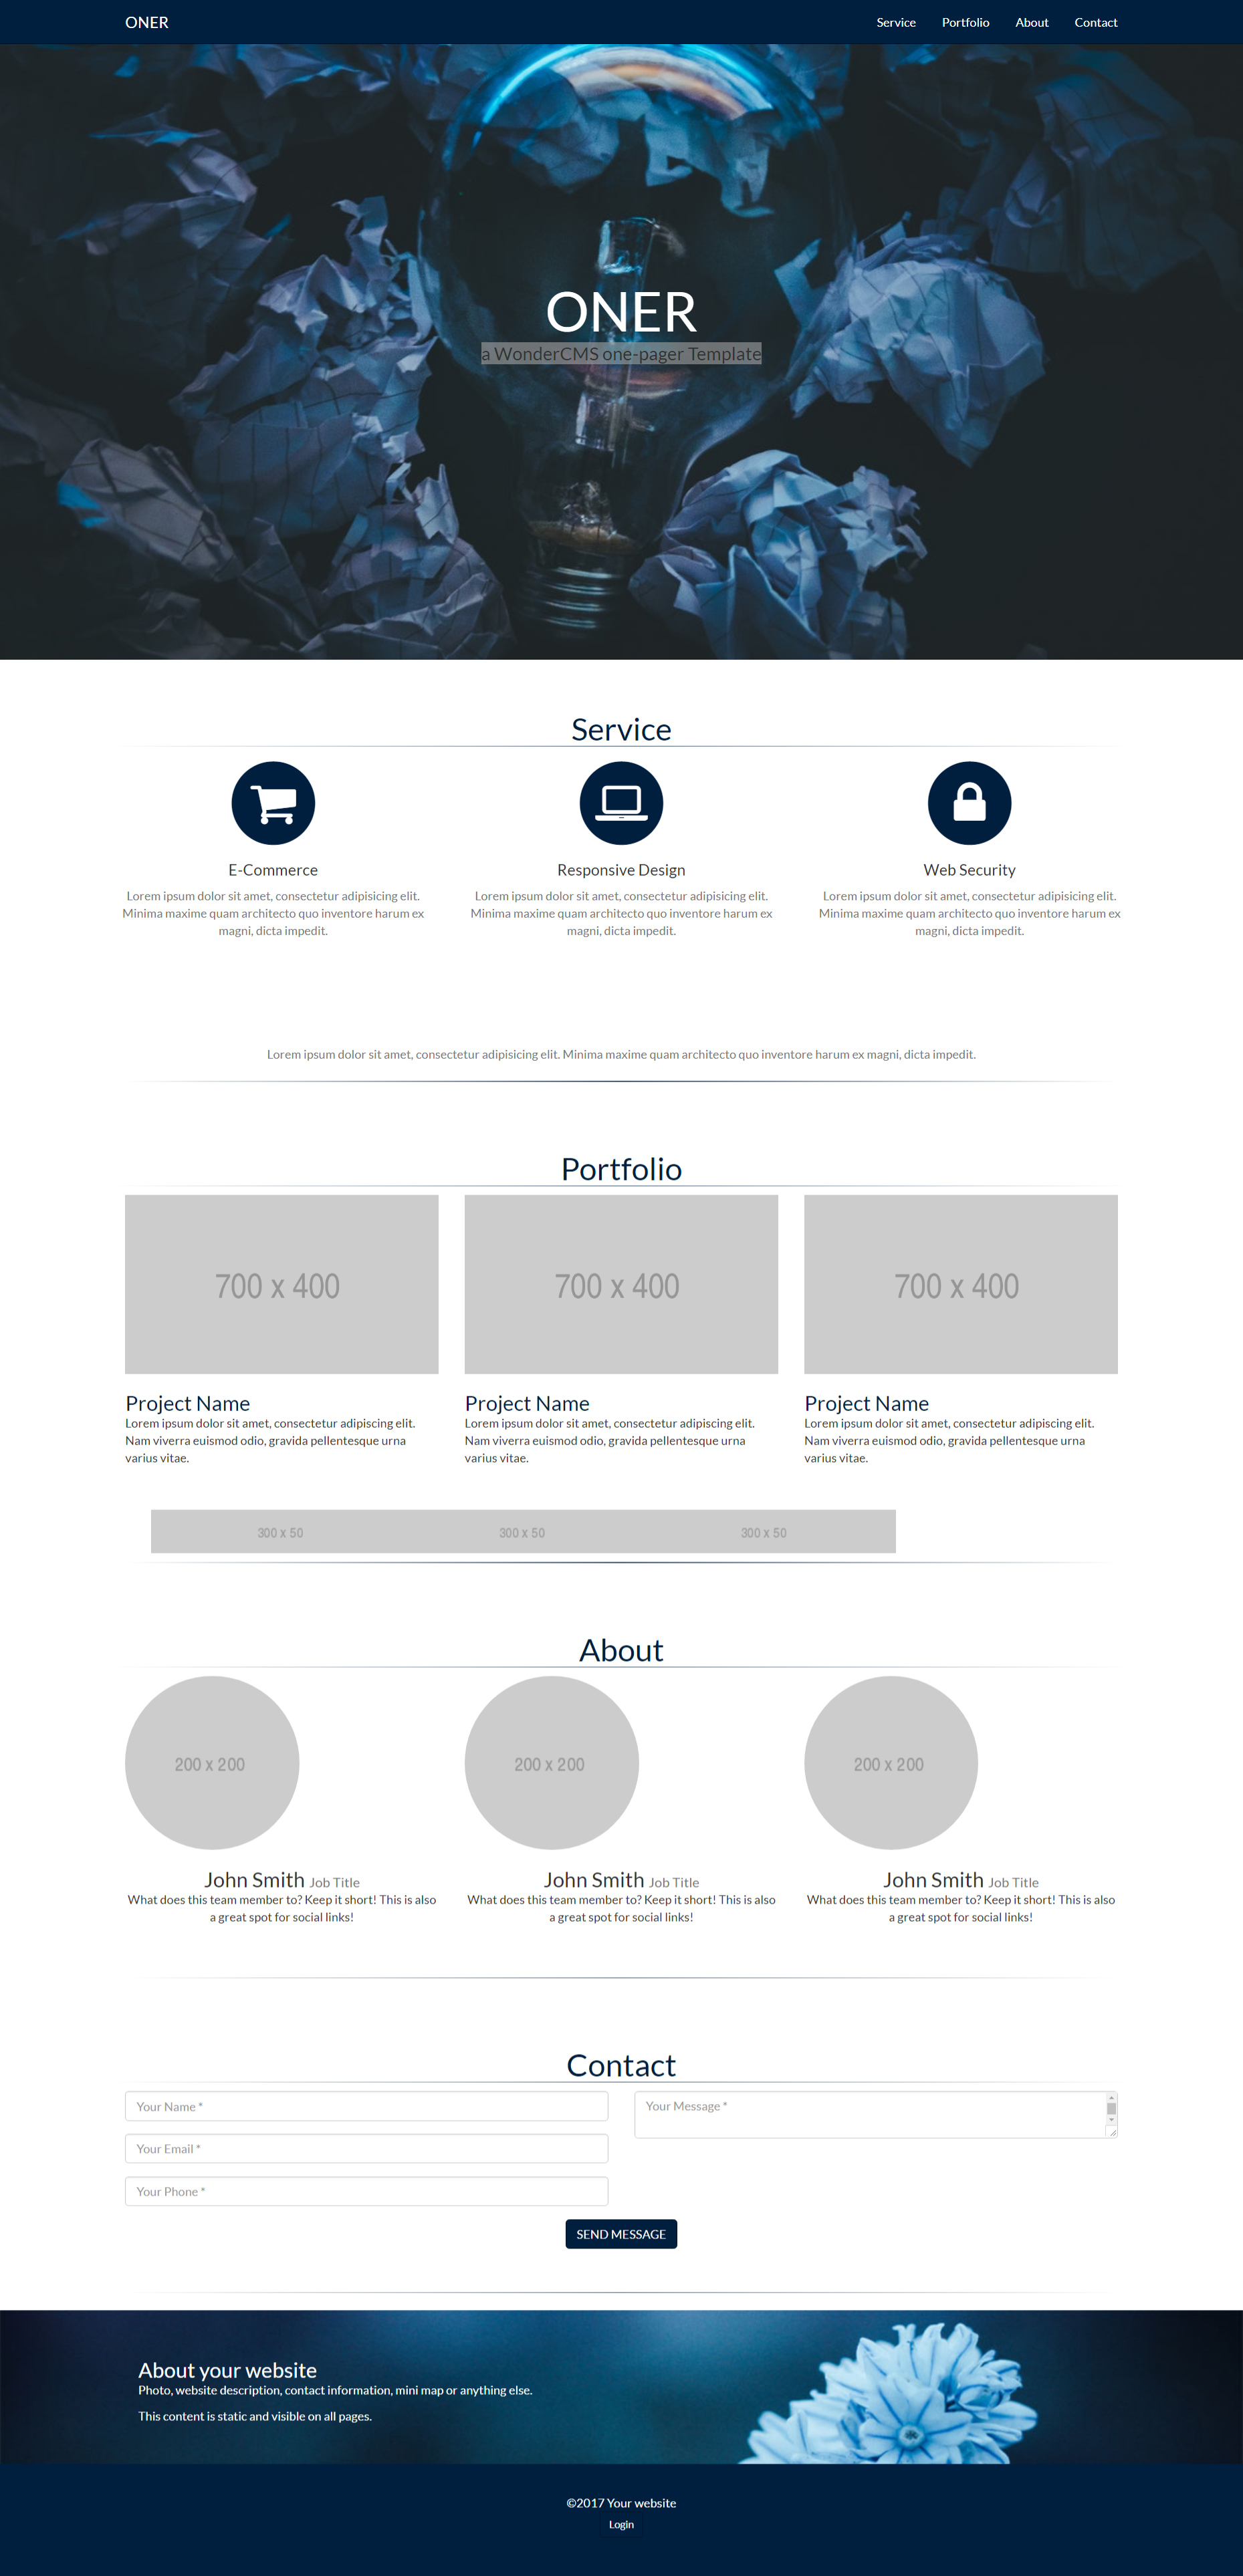 ONER
Service
Portfolio
About
Contact
ONER
a WonderCMS one-pager Template
Service
E-Commerce
Lorem ipsum dolor sit amet, consectetur adipisicing elit.
Minima maxime quam architecto quo inventore harum ex
magni, dicta impedit.
Responsive Design
Lorem ipsum dolor sit amet, consectetur adipisicing elit.
Minima maxime quam architecto quo inventore harum ex
magni, dicta impedit.
Web Security
Lorem ipsum dolor sit amet, consectetur adipisicing elit.
Minima maxime quam architecto quo inventore harum ex
magni, dicta impedit.
Lorem ipsum dolor sit amet, consectetur adipisicing elit. Minima maxime quam architecto quo inventore harum ex magni, dicta impedit.
Portfolio
700 x 400
700 x 400
700 x 400
Project Name
Lorem ipsum dolor sit amet, consectetur adipiscing elit.
Nam viverra euismod odio, gravida pellentesque urna
varius vitae.
Project Name
Lorem ipsum dolor sit amet, consectetur adipiscing elit.
Nam viverra euismod odio, gravida pellentesque urna
varius vitae.
Project Name
Lorem ipsum dolor sit amet, consectetur adipiscing elit.
Nam viverra euismod odio, gravida pellentesque urna
varius vitae.
300 x 50
300 x 50
300 x 50
About
200 x 200
200 x 200
200 x 200
John Smith Job Title
What does this team member to? Keep it short! This is also
a great spot for social links!
John Smith Job Title
What does this team member to? Keep it short! This is also
a great spot for social links!
John Smith Job Title
What does this team member to? Keep it short! This is also
a great spot for social links!
Contact
Your Name *
Your Email *
Your Phone *
Your Message *
SEND MESSAGE
About your website
Photo, website description, contact information, mini map or anything else.
This content is static and visible on all pages.
©2017 Your website
Login